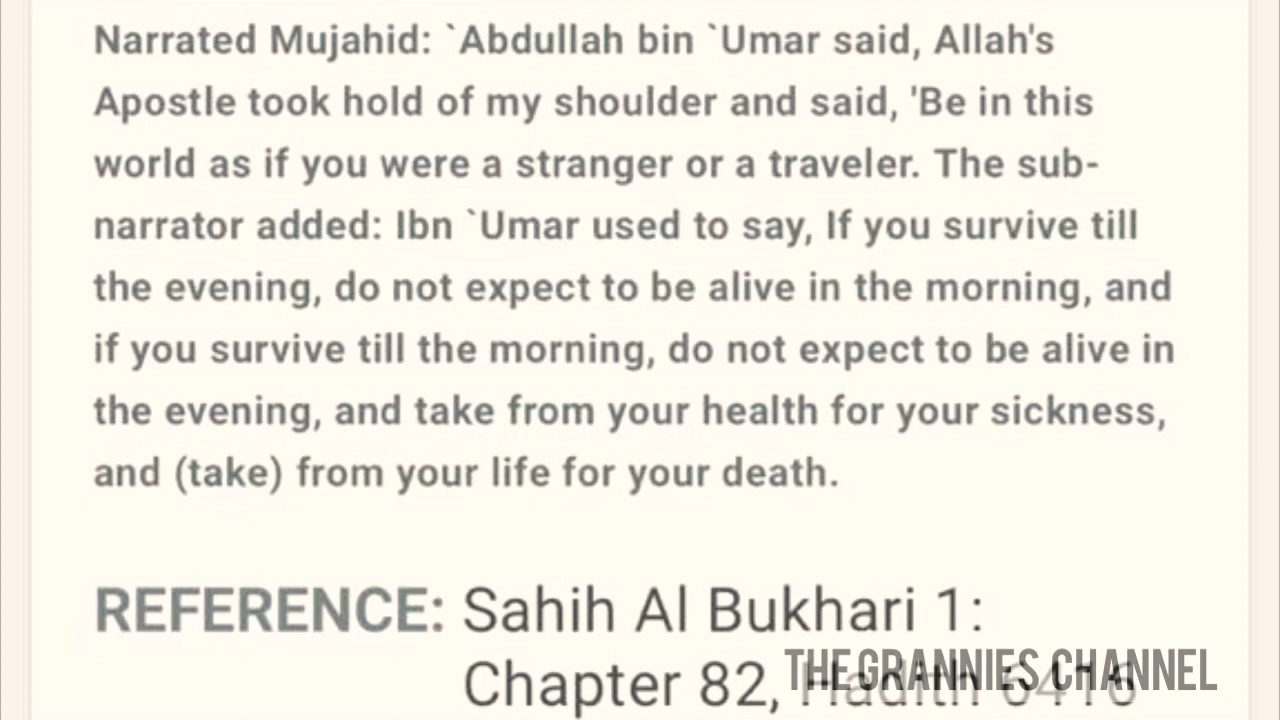 Narrated Mujahid: `Abdullah bin `Umar said, Allah's
Apostle took hold of my shoulder and said, 'Be in this
world as if you were a stranger or a traveler. The sub-
narrator added: Ibn `Umar used to say, If you survive till
the evening, do not expect to be alive in the morning, and
if you survive till the morning, do not expect to be alive in
the evening, and take from your health for your sickness,
and (take) from your life for your death.
REFERENCE: Sahih Al Bukhari 1:
Chapter 82, Hadith 6416
THE GRANNIES CHANNEL